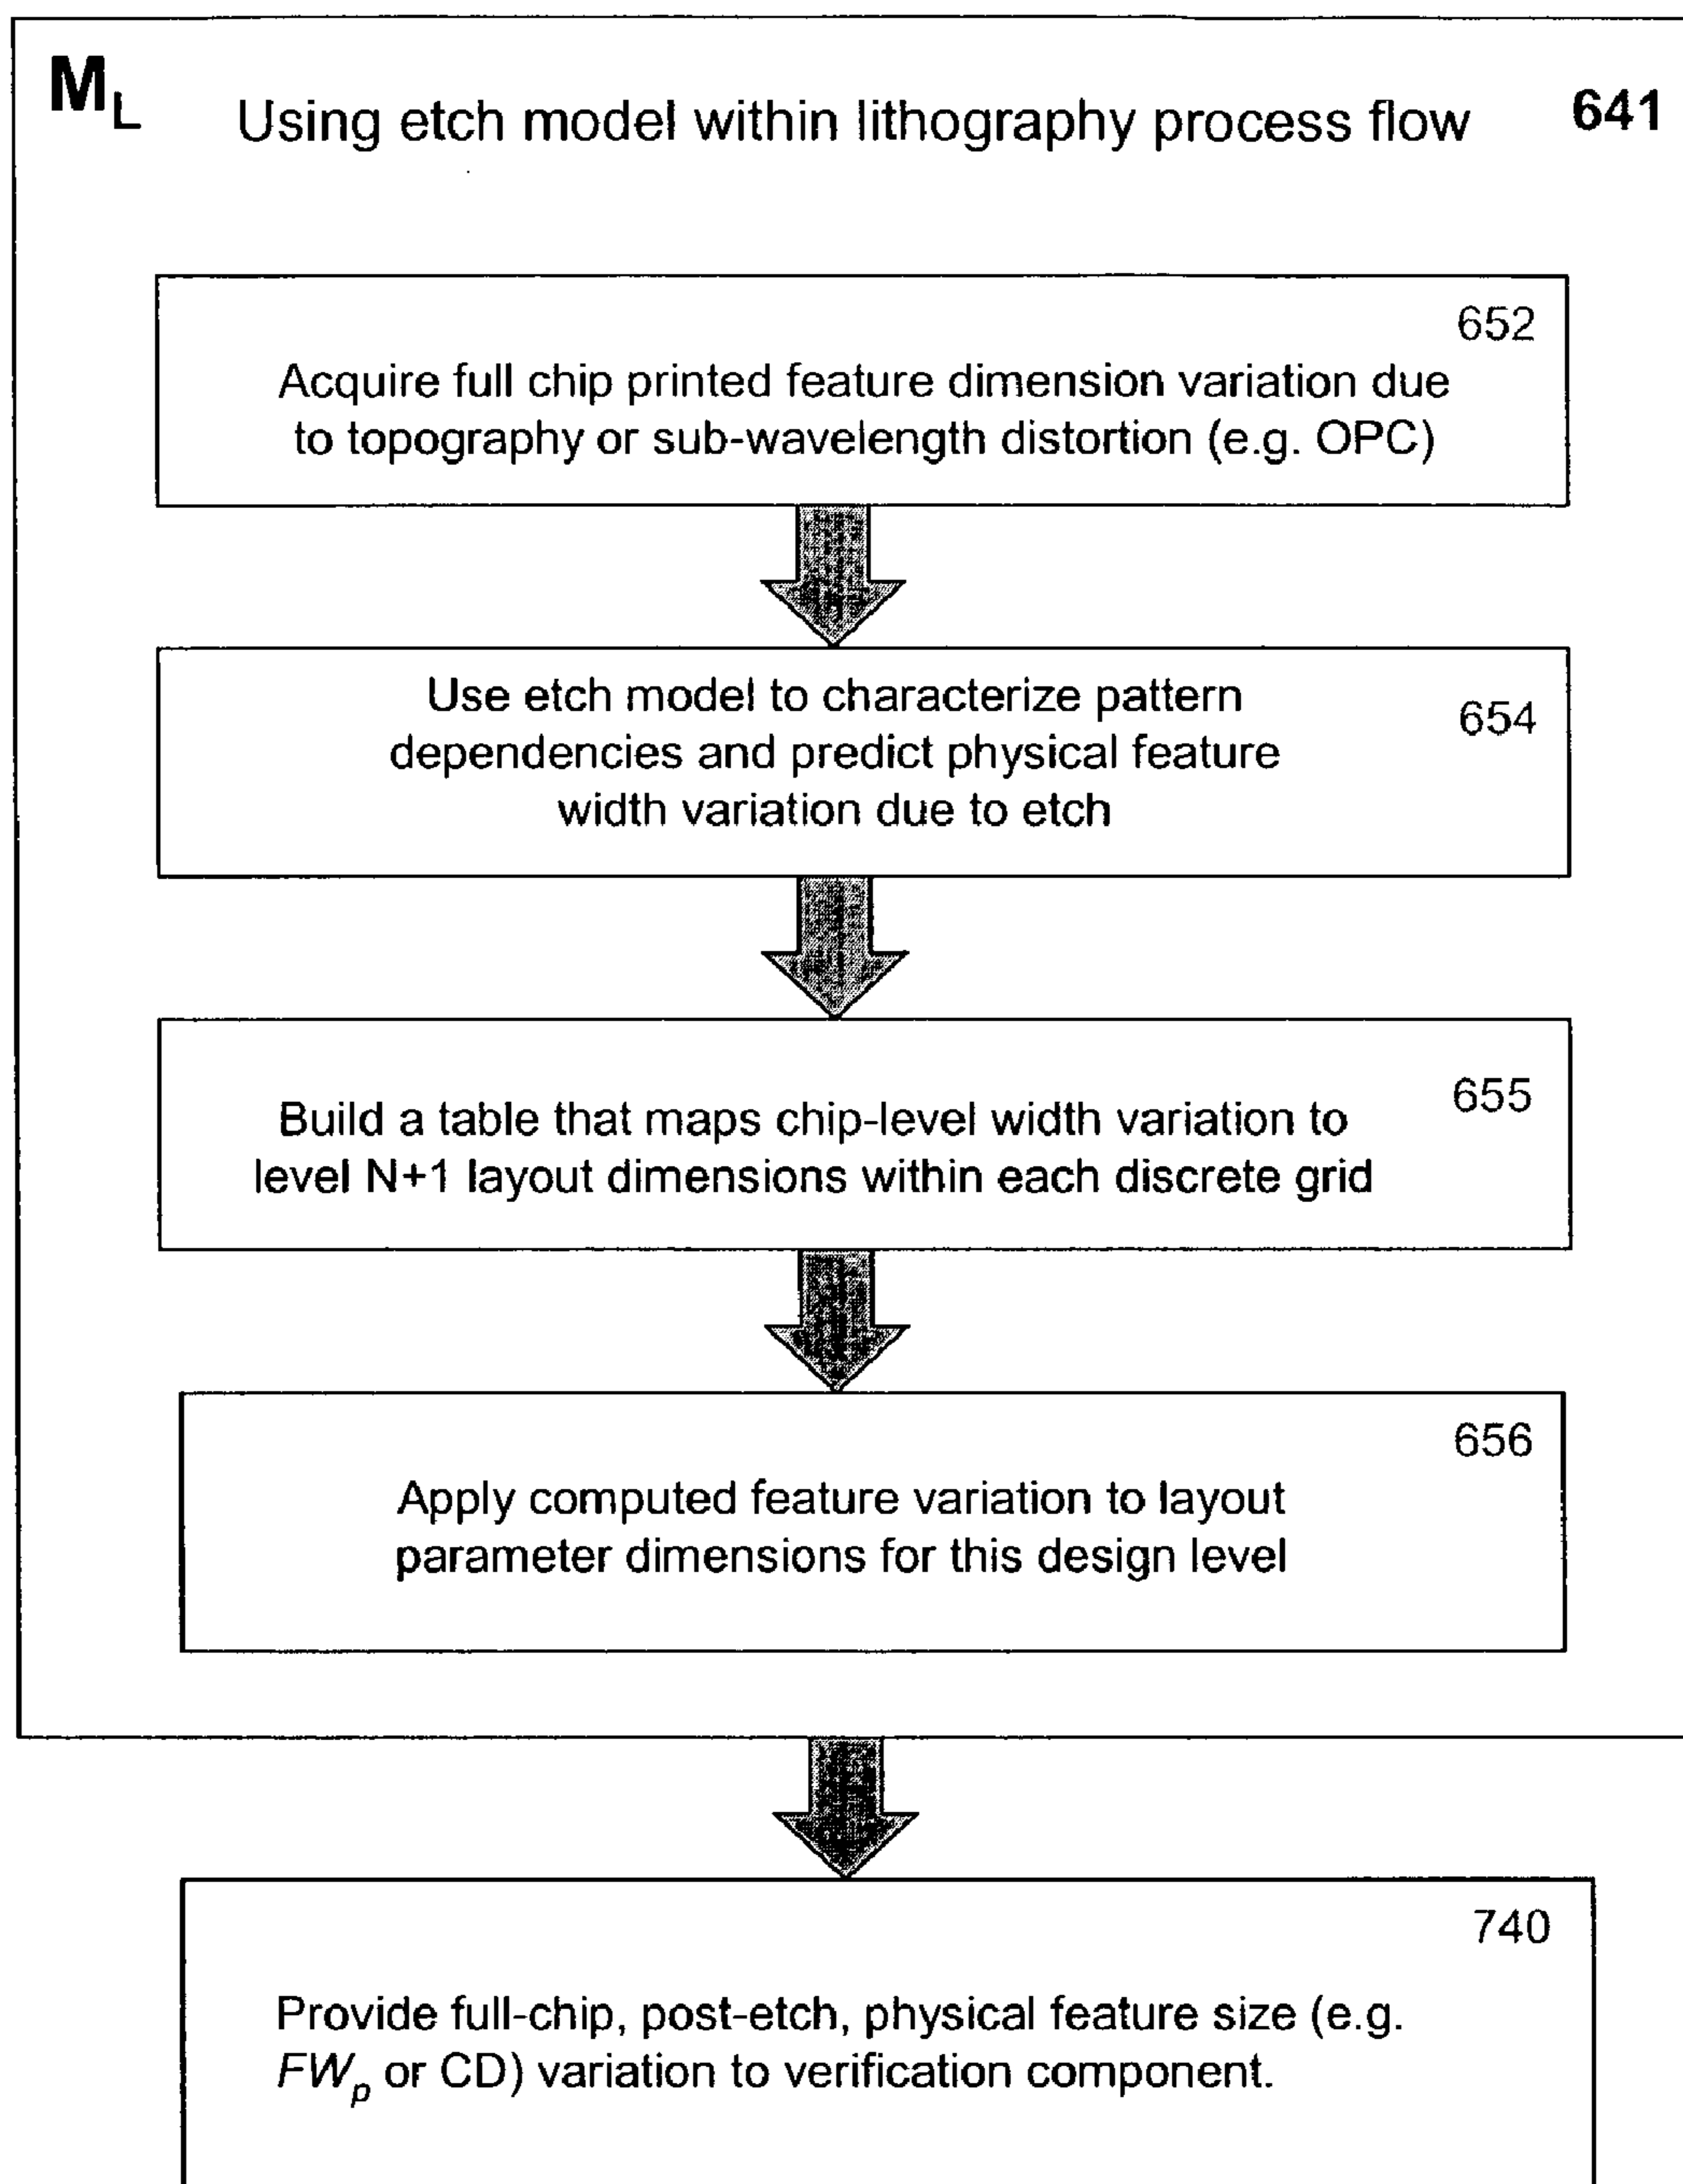 M_L Using etch model within lithography process flow 641
652
Acquire full chip printed feature dimension variation due
to topography or sub-wavelength distortion (e.g. OPC)
Use etch model to characterize pattern
654
dependencies and predict physical feature
width variation due to etch
655
Build a table that maps chip-level width variation to
level N+1 layout dimensions within each discrete grid
656
Apply computed feature variation to layout
parameter dimensions for this design level
740
Provide full-chip, post-etch, physical feature size (e.g.
FW_p or CD) variation to verification component.